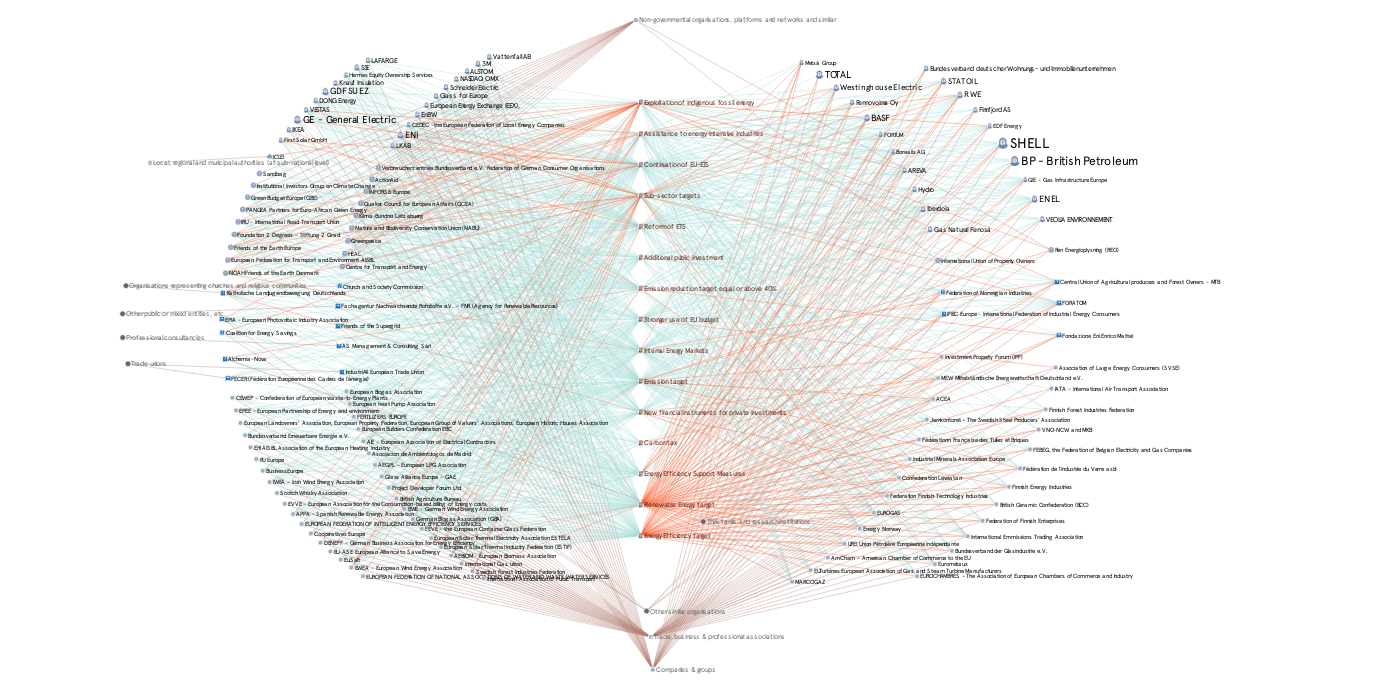 Non-governmental organisations, platforms and networks and similar
LAFARGE
SSE
Hermes Equity Ownership Services
Knauf Insulation
GDF SUEZ
DONG Energy
VESTAS
GE - General Electric
IKEA
First Solar GmbH
Vattenfall AB
3M
ALSTOM
NASDAQ OMX
Schneider Electric
Glass for Europe
European Energy Exchange (EEX),
EnBW
CEDEC - the European Federation of Local Energy Companies
ENI
LKAB
ICLEI
Local, regional and municipal authorities (at sub-national level)
Sandbag
Institutional Investors Group on Climate Change
Green Budget Europe (GBE)
PANGEA Partners for Euro-African Green Energy
IRU - International Road Transport Union
Foundation 2 Degrees - Stiftung 2 Grad
Friends of the Earth Europe
European Federation for Transport and Environment AISBL
NOAH Friends of the Earth Denmark
Verbraucherzentrale Bundesverband e.V. Federation of German Consumer Organisations
ActionAid
INFORSE-Europe
Quaker Council for European Affairs (QCEA)
Klima-Bündnis Lëtzebuerg
Nature and Biodiversity Conservation Union (NABU)
Greenpeace
HEAL
Centre for Transport and Energy
Organisations representing churches and religious communities
Katholische Landjugendbewegung Deutschlands
Church and Society Commission
Fachagentur Nachwachsende Rohstoffe e.V. - FNR (Agency for Renewable Resources)
Other public or mixed entities, etc.
EPIA - European Photovoltaic Industry Association
Friends of the Supergrid
Coalition for Energy Savings
Professional consultancies
AS Management & Consulting Sàrl
Alchemia-Nova
Trade unions
IndustriAll European Trade Union
FECER (Fédération Européenne des Cadres de l'énergie)
European Biogas Association
CEWEP - Confederation of European waste-to-Energy Plants
European heat Pump Association
EPEE - European Partnership of Energy and environment
FERTILIZERS EUROPE
European Landowners' Association, European Property Federation, European Group of Valuers' Associations, European Historic Houses Association
European Builders Confederation EBC
Bundesverband Erneuerbare Energie e.V.
AE - European Association of Electrical Contractors
EHI AISBL Association of the European Heating Industry
Asociacion de Ambientologos de Madrid
PU Europe
AEGPL - European LPG Association
BusinessEurope
Glass Alliance Europe - GAE
IWEA - Irish Wind Energy Association
Project Developer Forum Ltd.
Scotch Whisky Association
British Agriculture Bureau
EVVE - European Association for the Consumption-based billing of Energy costs
BWE - German Wind Energy Association
APPA - Spanish Renewable Energy Association
German Biogas Association (GBA)
EUROPEAN FEDERATION OF INTELLIGENT ENERGY EFFICIENCY SERVICES
FEVE - the European Container Glass Federation
Cooperatives Europe
European Solar Thermal Electricity Association ESTELA
DENEFF - German Business Association for Energy Efficiency
European Solar Thermal Industry Federation (ESTIF)
EU-ASE European Alliance to Save Energy
AEBIOM - European Biomass Association
EuSalt
International Gas Union
EWEA - European Wind Energy Association
Swedish Forest Industries Federation
EUROPEAN FEDERATION OF NATIONAL ASSOCIATIONS OF WATER AND WASTE WATER SERVICES
International Association for Public Transport
Exploitation of indigenous fossil energy
Assistance to energy-intensive industries
Continuation of EU-ETS
Sub-sector targets
Reform of ETS
Additional public investment
Emission reduction target equal or above 40%
Stronger use of EU budget
Internal Energy Markets
Emission target
New financial instruments for private investments
Carbon tax
Energy Efficiency Support Measures
Renewable Enegy target
Think tanks and research institutions
Energy Efficiency target
Metsä Group
TOTAL
Westinghouse Electric
Rennovoima Oy
BASF
FORTUM
Borealis AG
AREVA
Hydro
Iberdola
Gas Natural Fenosa
Bundesverband deutscher Wohnungs - und Immobilienunternehmen
STATOIL
RWE
Finnfjord AS
EDF Energy
SHELL
BP - British Petroleum
GIE - Gas Infrastructure Europe
ENEL
VEOLIA ENVIRONNEMENT
Ren Energioplysning (REO)
International Union of Property Owners
Central Union of Agricultural produces and Forest Owners - MTB
Federation of Norwegian Industries
FORATOM
IFIEC Europe - International Federation of Industrial Energy Consumers
Fondazione Eni Enrico Mattei
Investment Property Forum (IPF)
Association of Large Energy Consumers (SVSE)
MEW Mittelständische Energiewirtschaft Deutschland e.V.
IATA - International Air Transport Association
ACEA
Finnish Forest Industries Federation
Jernkontoret - The Swedish Steel Producers' Association
VNO-NCW and MKB
Fédération Française des Tuiles et Briques
FEBEG, the Federation of Belgian Electricity and Gas Companies
Industrial Minerals Association Europe
Fédération de l'Industrie du Verre asbl
Confederation Lewiatan
Finnish Energy Industries
Federation Finnish Technology Industries
British Ceramic Confederation (BCC)
EUROGAS
Federation of Finnish Enterprises
Energy Norway
International Emissions Trading Association
UPEI Union Pétrolière Européenne Indépendante
Bundesverband der Glasindustrie e.V.
AmCham - American Chamber of Commerce to the EU
Eurometaux
EUTurbines European Association of Gas and Steam Turbine Manufacturers
EUROCHAMBRES - The Association of European Chambers of Commerce and Industry
MARCOGAZ
Others imilar organisations
Trade, business & professional associations
Companies & groups